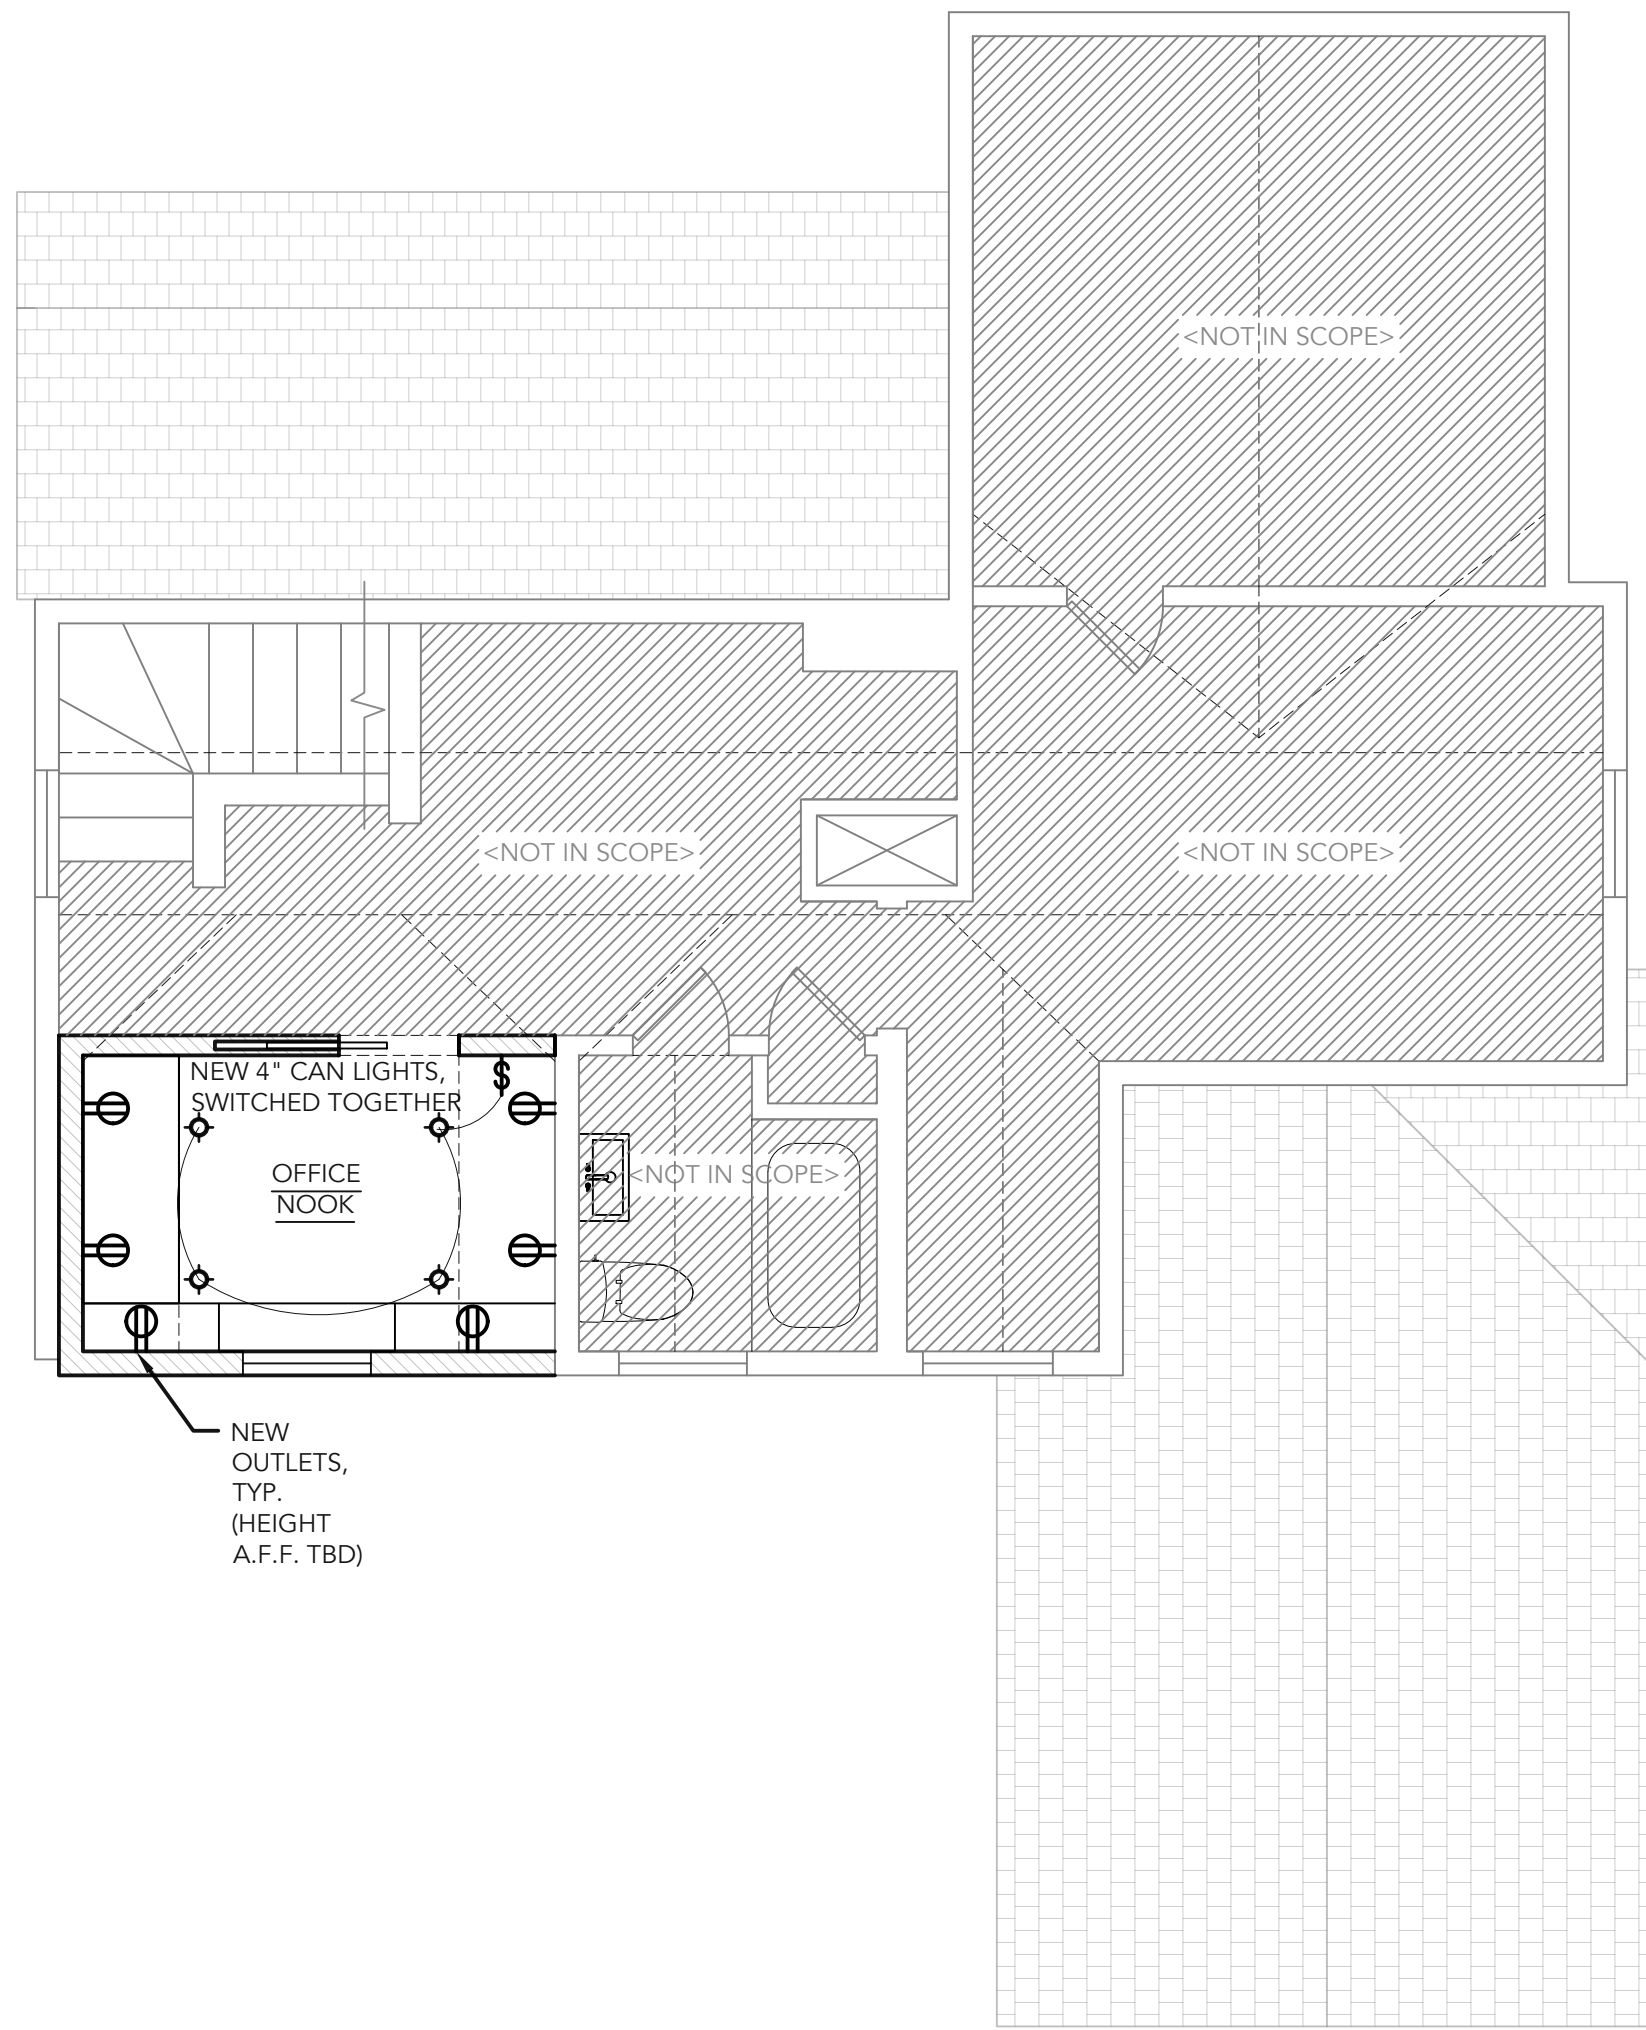 <NOT IN SCOPE>
<NOT IN SCOPE>
<NOT IN SCOPE>
NEW 4" CAN LIGHTS,
SWITCHED TOGETHER
$
OFFICE
NOOK
<NOT IN SCOPE>
NEW
OUTLETS,
TYP.
(HEIGHT
A.F.F. TBD)